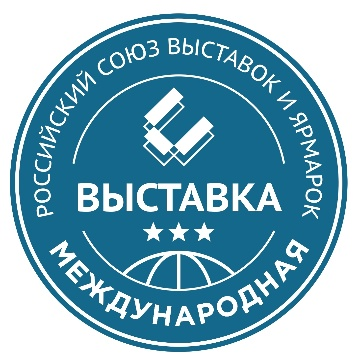 РОССИЙСКИЙ СОЮЗ ВЫСТАВОК И ЯРМАРОК
ВЫСТАВКА
МЕЖДУНАРОДНАЯ